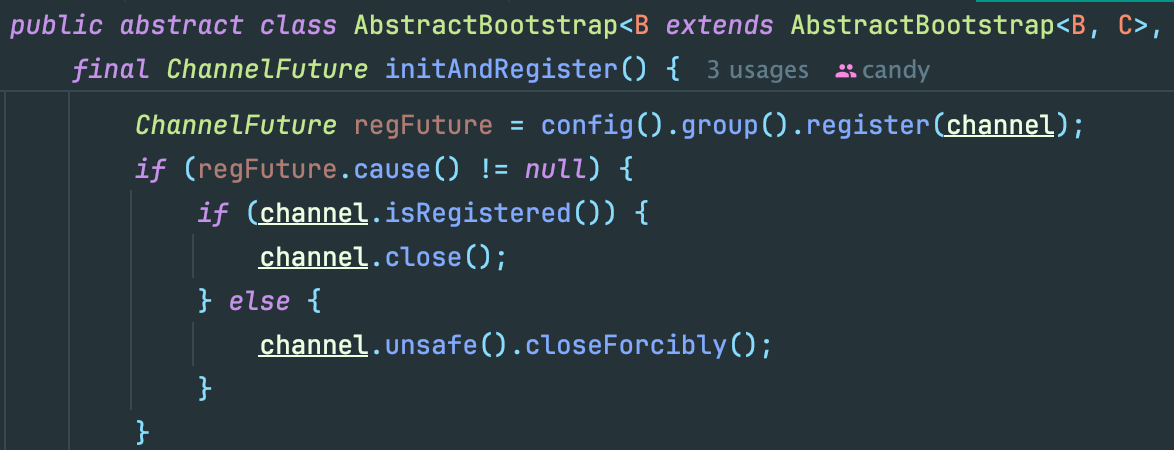 public abstract class AbstractBootstrap<B extends AbstractBootstrap<B, C>,
final ChannelFuture initAndRegister() { 3 usages candy
ChannelFuture regFuture = config().group().register(channel);
if (regFuture.cause() != null) {
if (channel.isRegistered()) {
channel.close();
} else {
channel.unsafe().closeForcibly();
}
}